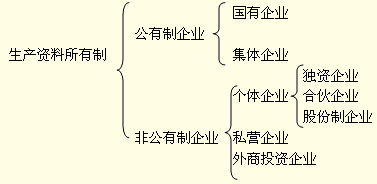 国有企业
公有制企业
集体企业
生产资料所有制
独资企业
个体企业
合伙企业
股份制企业
非公有制企业
私营企业
外商投资企业